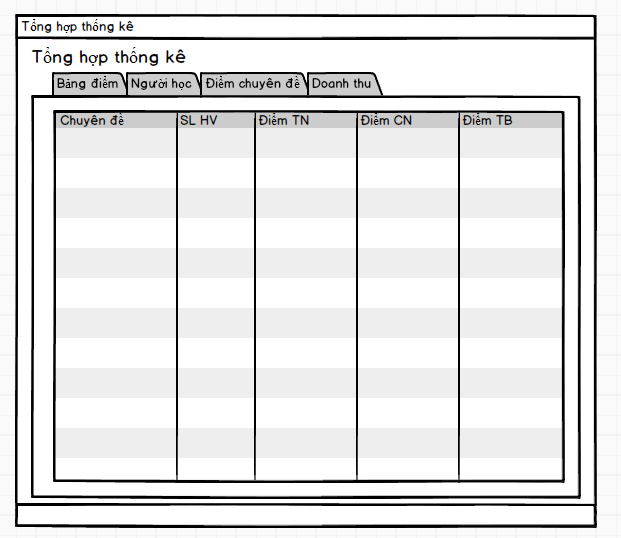 Tổng hợp thống kê
Tổng hợp thống kê
Bảng điểm Người học Điểm chuyên đề Doanh thu
Chuyên đề SL HV Điểm TN Điểm CN Điểm TB